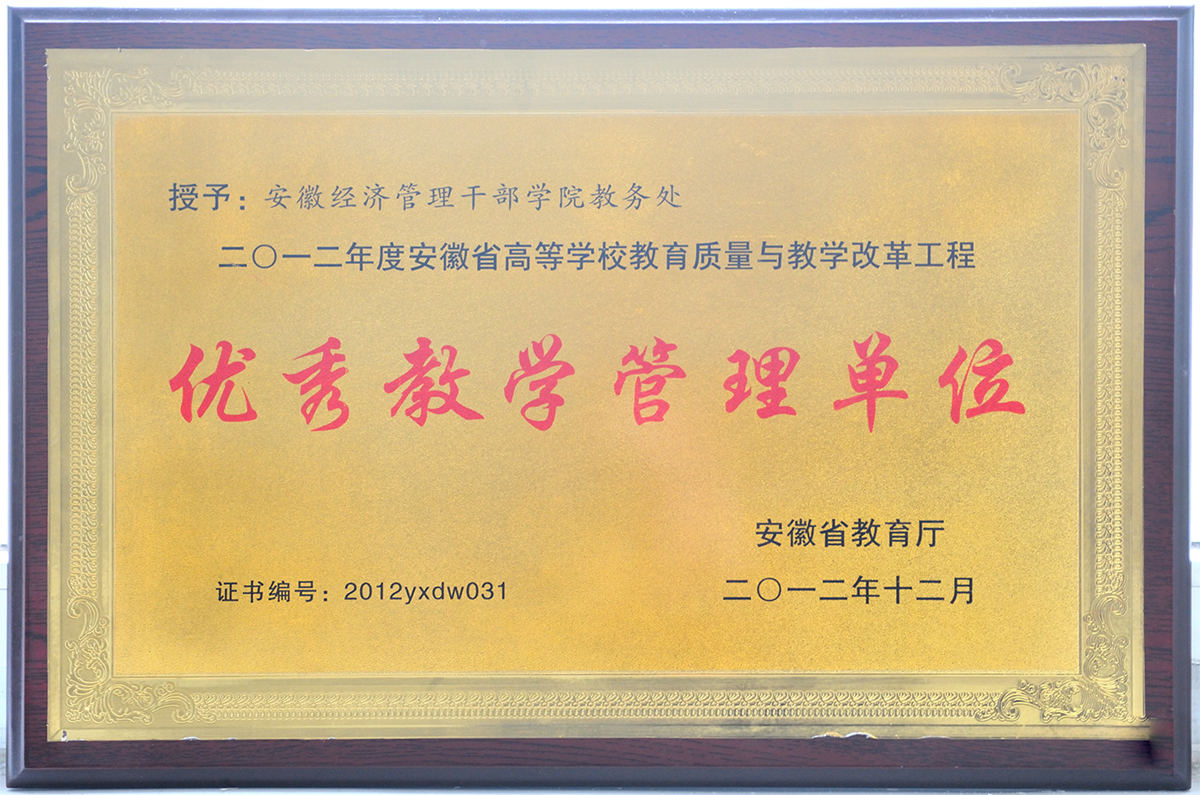 授予：安徽经济管理干部学院教务处
二〇一二年度安徽省高等学校教育质量与教学改革工程
优秀教学管理单位
安徽省教育厅
证书编号：2012yxdw031
二〇一二年十二月